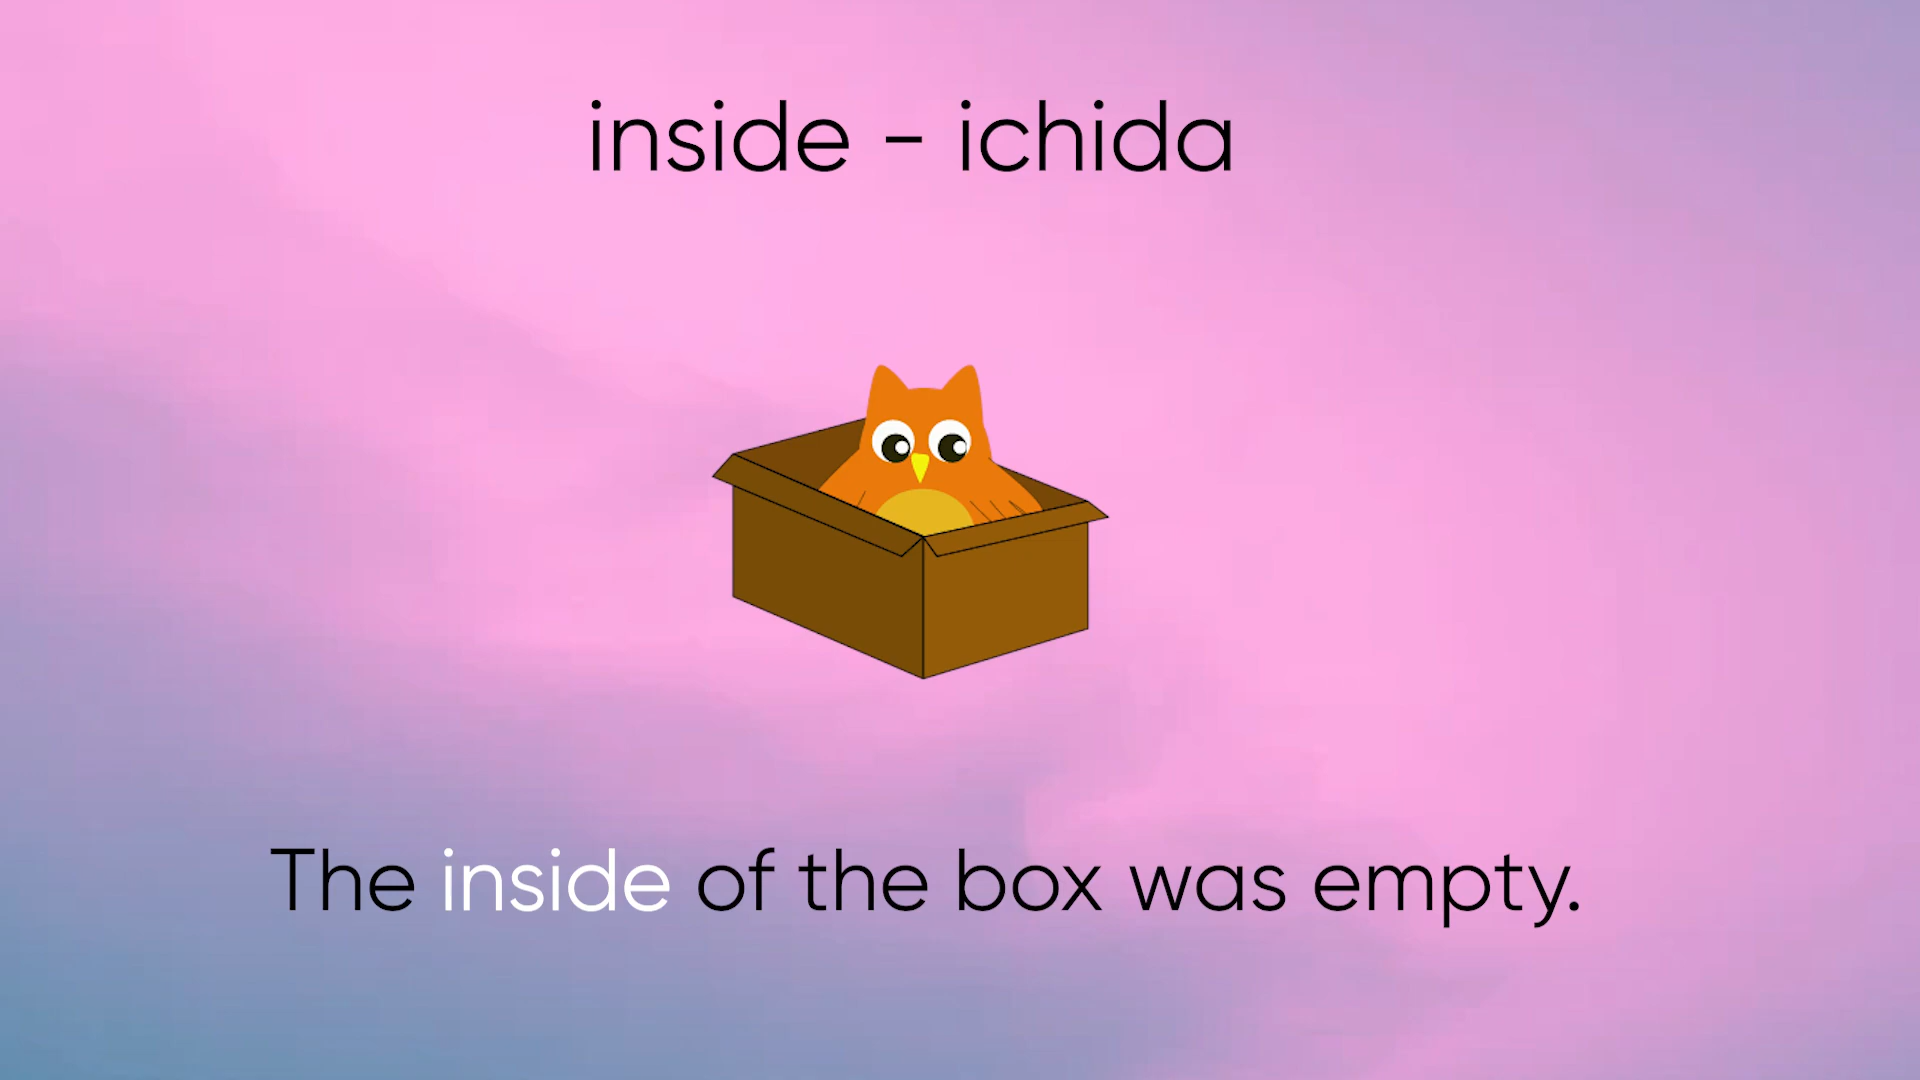 inside - ichida
The inside of the box was empty.